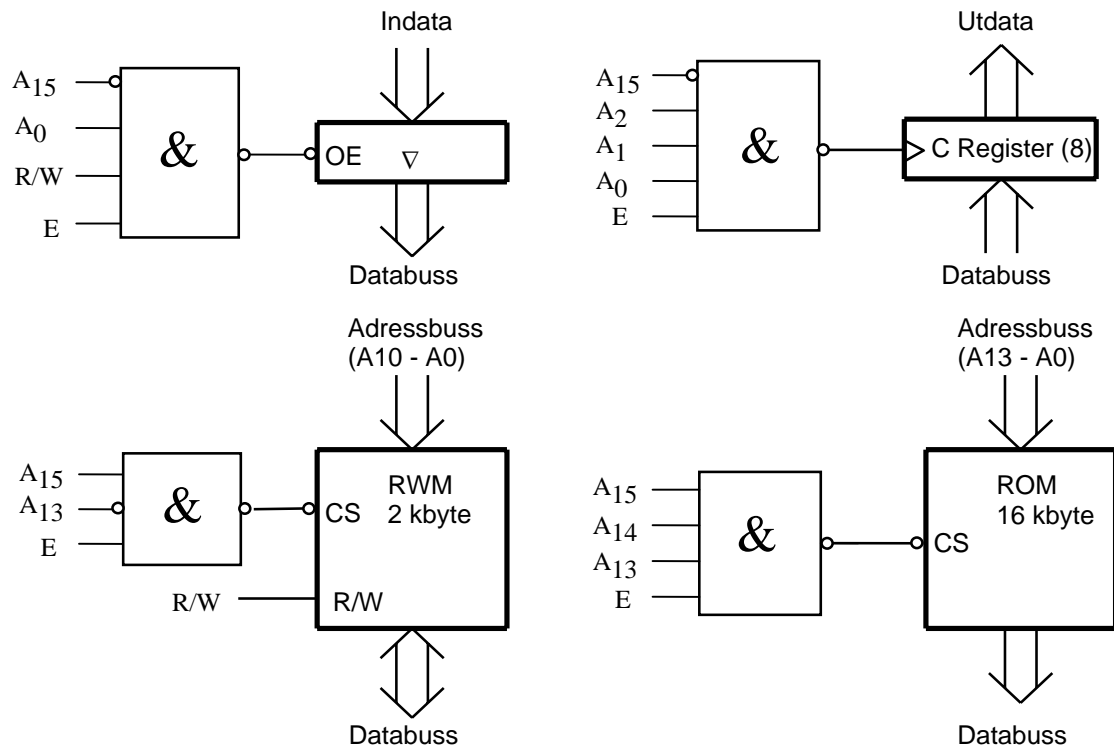 Indata
A15
A0
R/W
E
&
OE
∇
Databuss
Utdata
A15
A2
A1
A0
E
&
C Register (8)
Databuss
Adressbuss
(A10 - A0)
A15
A13
E
&
CS
RWM
2 kbyte
R/W
R/W
Databuss
Adressbuss
(A13 - A0)
A15
A14
A13
E
&
CS
ROM
16 kbyte
Databuss